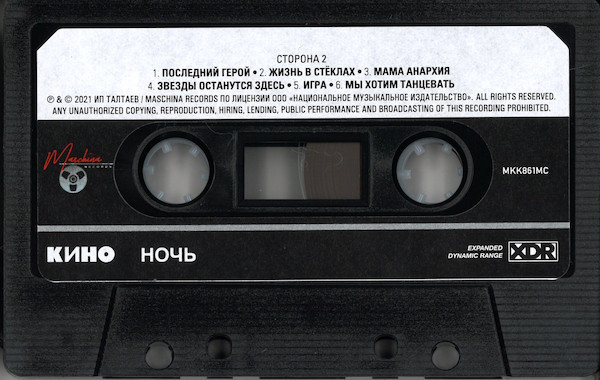 СТОРОНА 2
1. ПОСЛЕДНИЙ ГЕРОЙ • 2. ЖИЗНЬ В СТЁКЛАХ • 3. МАМА АНАРХИЯ
4. ЗВЕЗДЫ ОСТАНУТСЯ ЗДЕСЬ • 5. ИГРА • 6. МЫ ХОТИМ ТАНЦЕВАТЬ
℗ & © 2021 ИП ТАЛТАЕВ / MASCHINA RECORDS ПО ЛИЦЕНЗИИ ООО «НАЦИОНАЛЬНОЕ МУЗЫКАЛЬНОЕ ИЗДАТЕЛЬСТВО». ALL RIGHTS RESERVED.
ANY UNAUTHORIZED COPYING, REPRODUCTION, HIRING, LENDING, PUBLIC PERFORMANCE AND BROADCASTING OF THIS RECORDING PROHIBITED.
Maschina
RECORDS
MKK861MC
КИНО НОЧЬ
EXPANDED
DYNAMIC RANGE
XDR